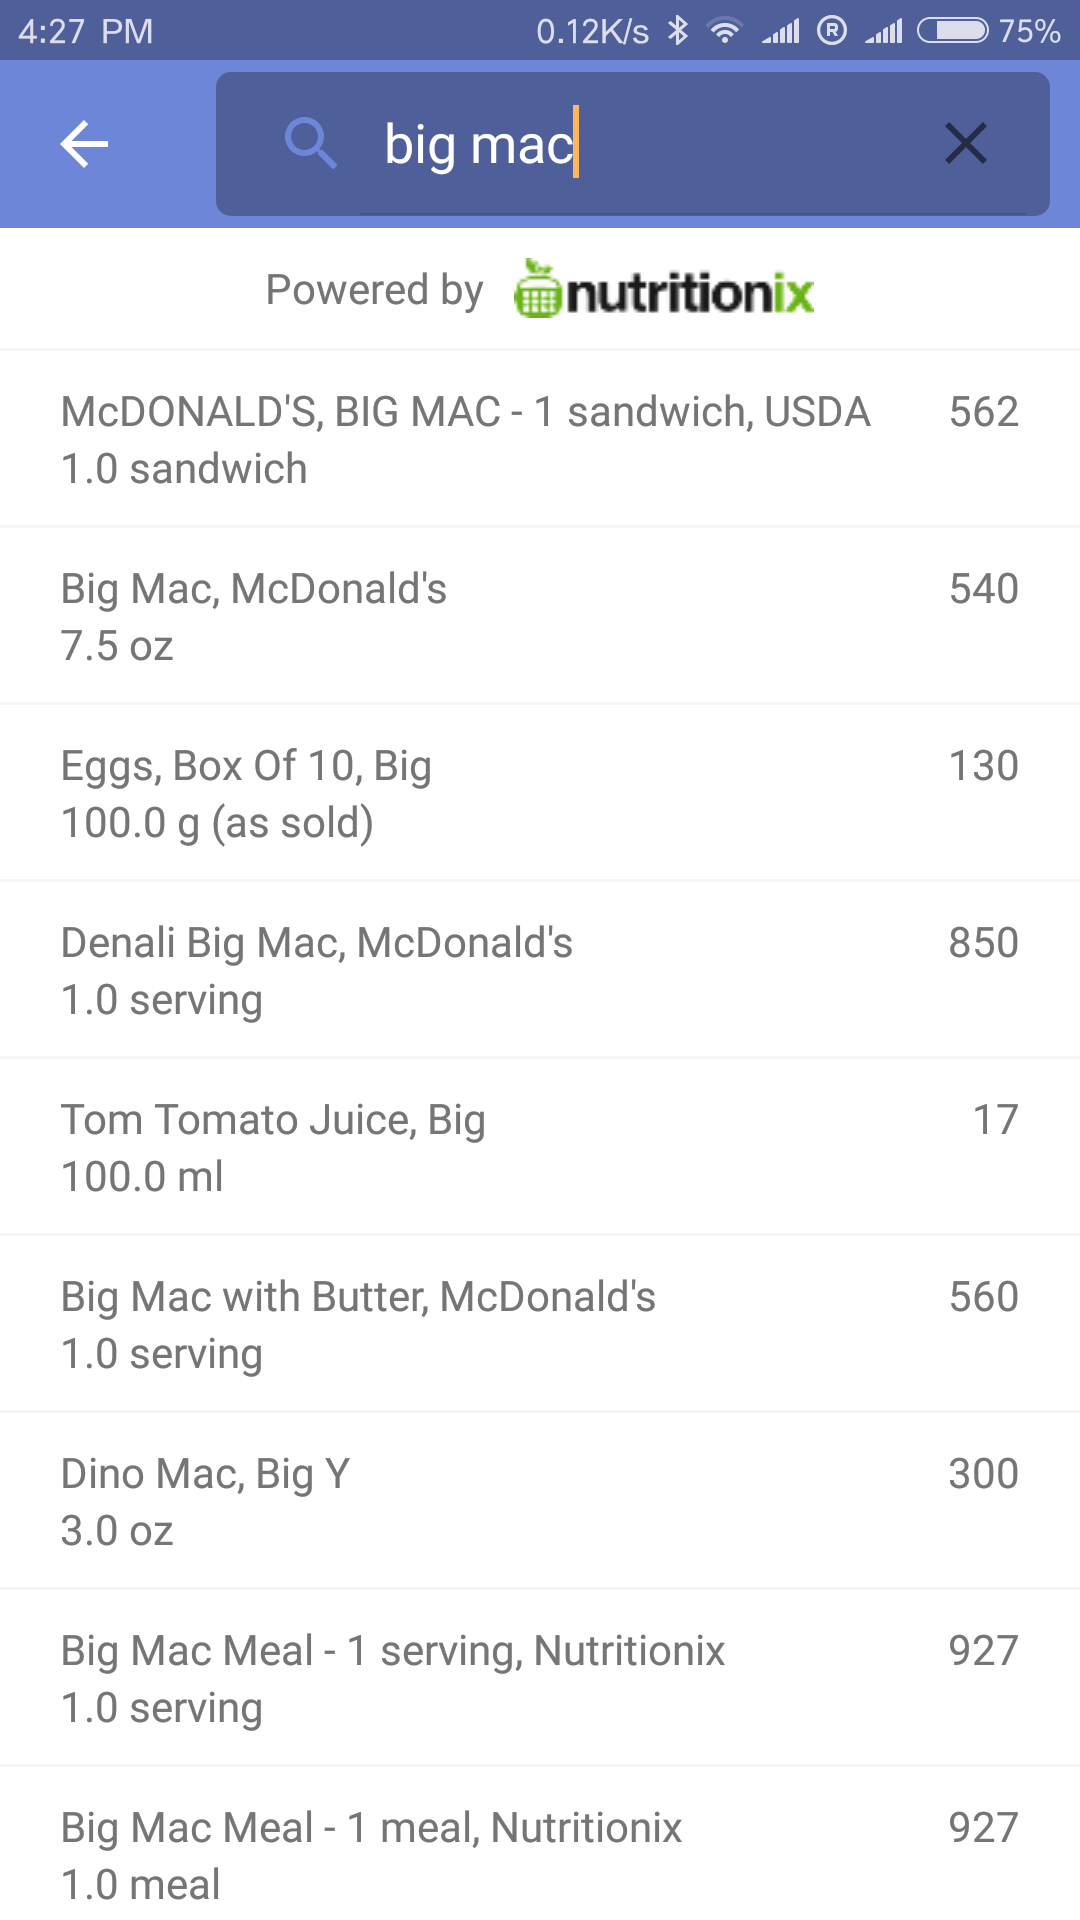 4:27 PM 0.12K/s R 75%
big mac
Powered by nutritionix
McDONALD'S, BIG MAC - 1 sandwich, USDA 562
1.0 sandwich
Big Mac, McDonald's 540
7.5 oz
Eggs, Box Of 10, Big 130
100.0 g (as sold)
Denali Big Mac, McDonald's 850
1.0 serving
Tom Tomato Juice, Big 17
100.0 ml
Big Mac with Butter, McDonald's 560
1.0 serving
Dino Mac, Big Y 300
3.0 oz
Big Mac Meal - 1 serving, Nutritionix 927
1.0 serving
Big Mac Meal - 1 meal, Nutritionix 927
1.0 meal